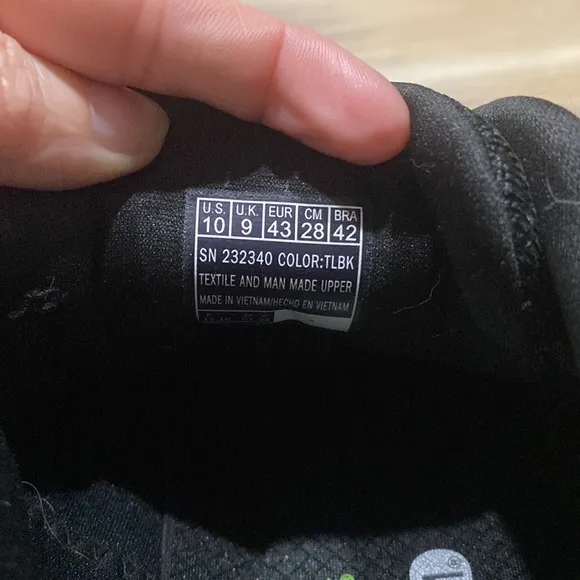 U.S. U.K. EUR CM BRA
10 9 43 28 42
SN 232340 COLOR:TLBK
TEXTILE AND MAN MADE UPPER
MADE IN VIETNAM/HECHO EN VIETNAM